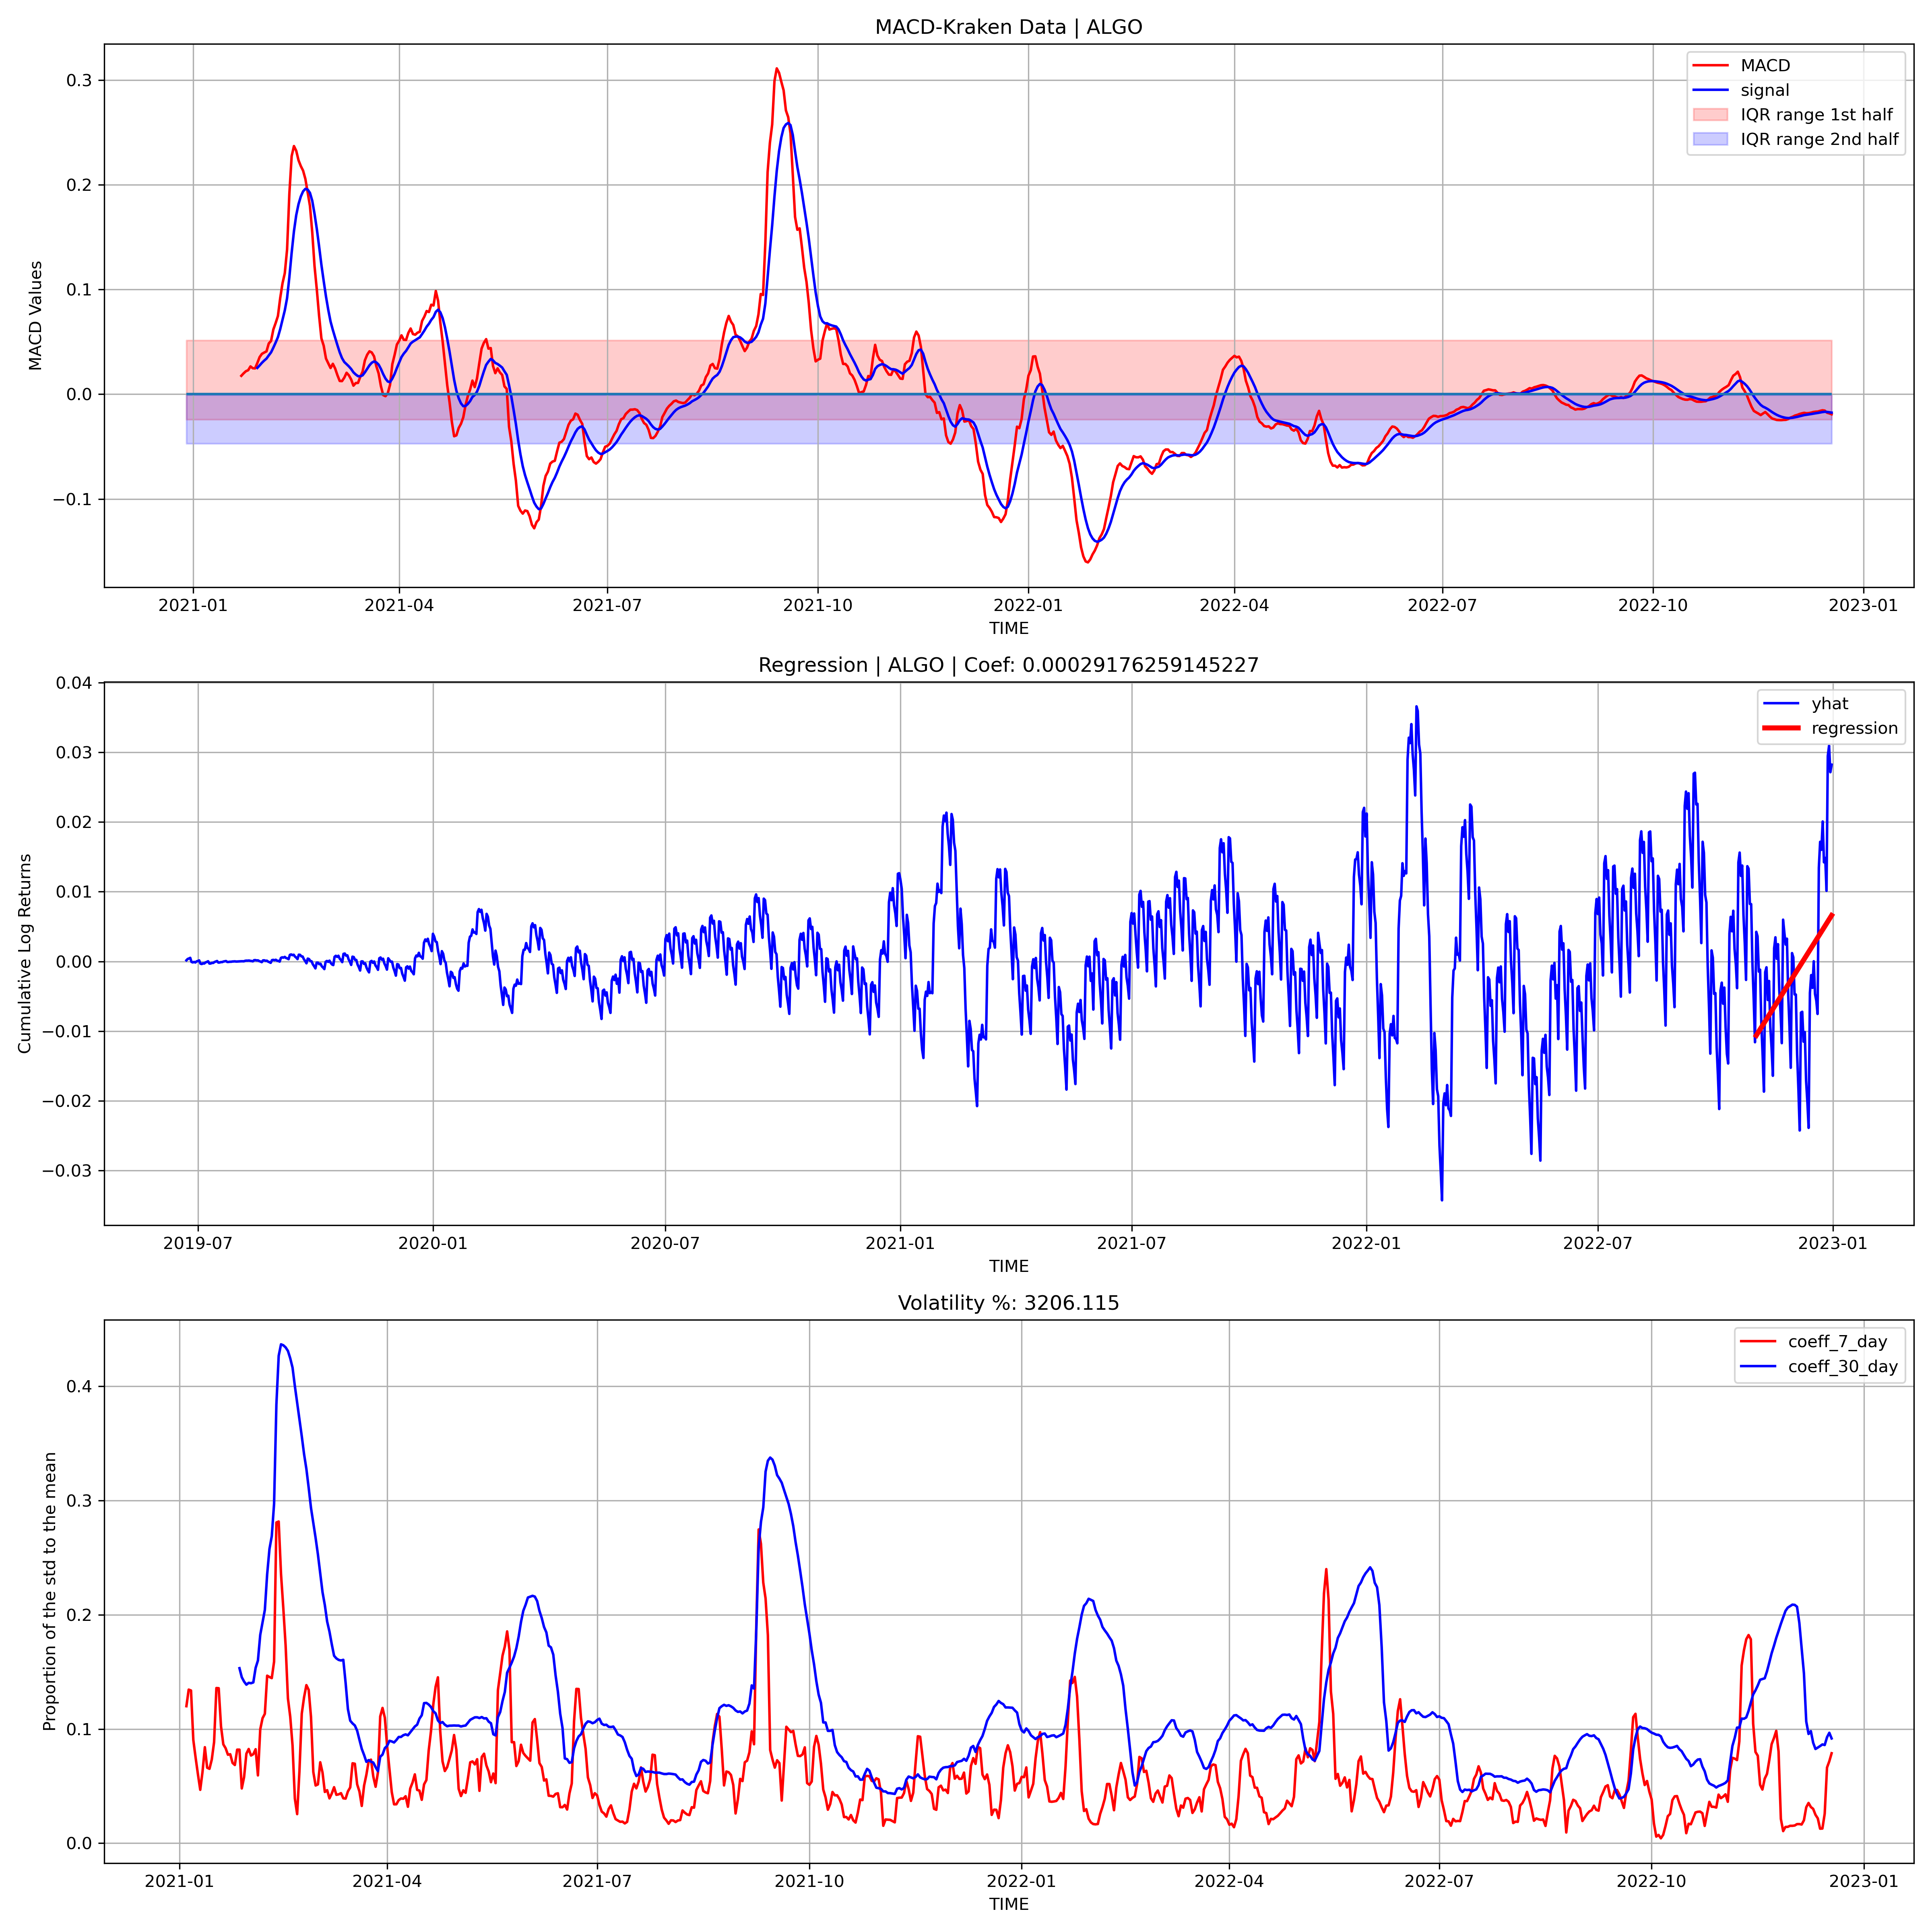 MACD-Kraken Data | ALGO
MACD Values
0.3
0.2
0.1
0.0
−0.1
MACD
signal
IQR range 1st half
IQR range 2nd half
2021-01 2021-04 2021-07 2021-10 2022-01 2022-04 2022-07 2022-10 2023-01
TIME
Regression | ALGO | Coef: 0.00029176259145227
Cumulative Log Returns
0.04
0.03
0.02
0.01
0.00
−0.01
−0.02
−0.03
yhat
regression
2019-07 2020-01 2020-07 2021-01 2021-07 2022-01 2022-07 2023-01
TIME
Volatility %: 3206.115
Proportion of the std to the mean
0.4
0.3
0.2
0.1
0.0
coeff_7_day
coeff_30_day
2021-01 2021-04 2021-07 2021-10 2022-01 2022-04 2022-07 2022-10 2023-01
TIME